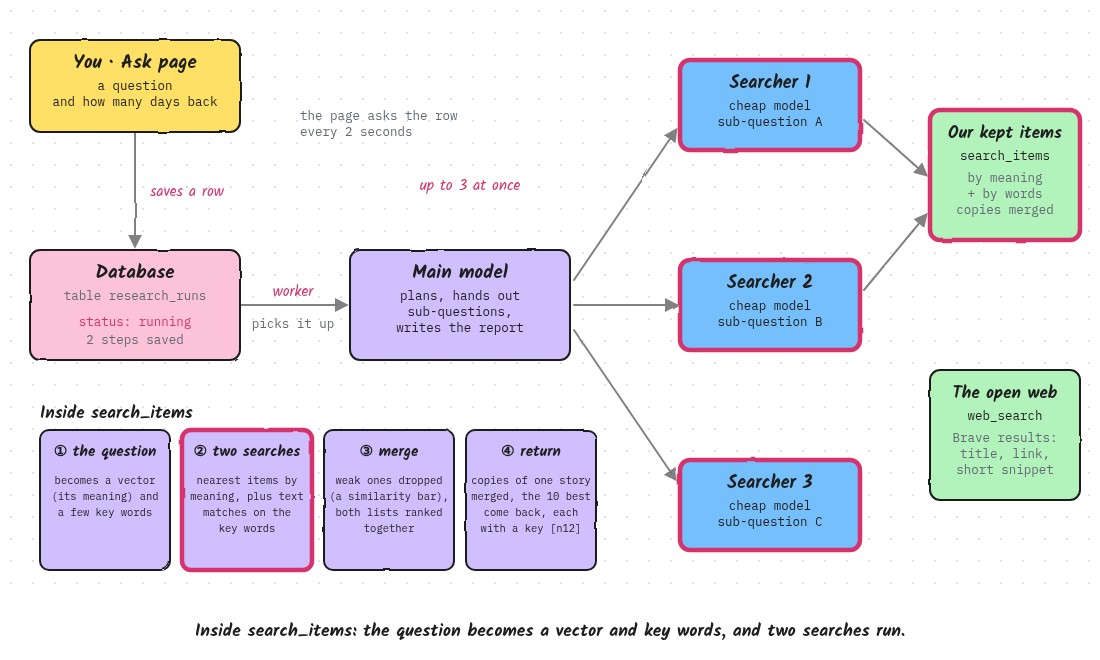 You · Ask page
a question
and how many days back
the page asks the row
every 2 seconds
saves a row
up to 3 at once
Searcher 1
cheap model
sub-question A
Our kept items
search_items
by meaning
+ by words
copies merged
Database
table research_runs
status: running
2 steps saved
worker
picks it up
Main model
plans, hands out
sub-questions,
writes the report
Searcher 2
cheap model
sub-question B
The open web
web_search
Brave results:
title, link,
short snippet
Searcher 3
cheap model
sub-question C
Inside search_items
① the question
becomes a vector
(its meaning) and
a few key words
② two searches
nearest items by
meaning, plus text
matches on the
key words
③ merge
weak ones dropped
(a similarity bar),
both lists ranked
together
④ return
copies of one story
merged, the 10 best
come back, each
with a key [n12]
Inside search_items: the question becomes a vector and key words, and two searches run.